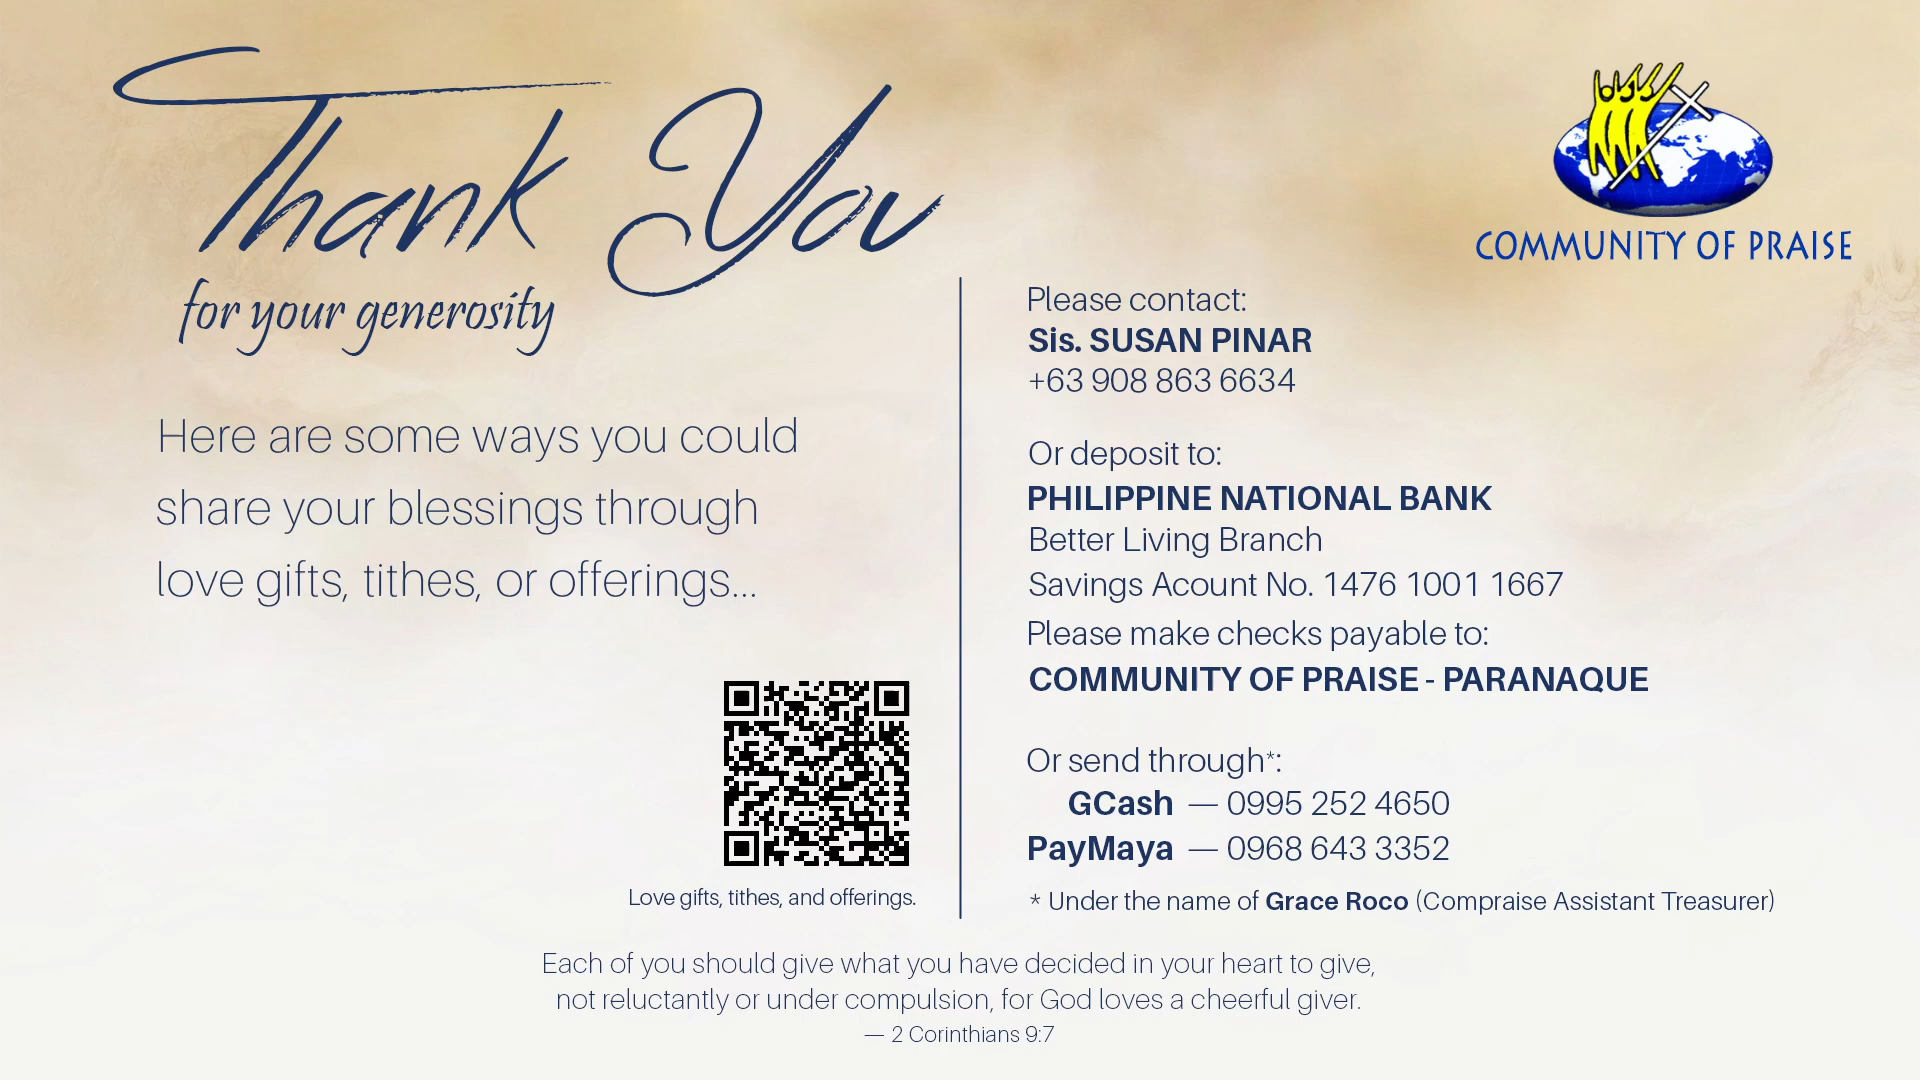 Thank You
for your generosity
Here are some ways you could
share your blessings through
love gifts, tithes, or offerings...
Love gifts, tithes, and offerings.
COMMUNITY OF PRAISE
Please contact:
Sis. SUSAN PINAR
+63 908 863 6634
Or deposit to:
PHILIPPINE NATIONAL BANK
Better Living Branch
Savings Acount No. 1476 1001 1667
Please make checks payable to:
COMMUNITY OF PRAISE - PARANAQUE
Or send through*:
GCash — 0995 252 4650
PayMaya — 0968 643 3352
* Under the name of Grace Roco (Compraise Assistant Treasurer)
Each of you should give what you have decided in your heart to give,
not reluctantly or under compulsion, for God loves a cheerful giver.
— 2 Corinthians 9:7